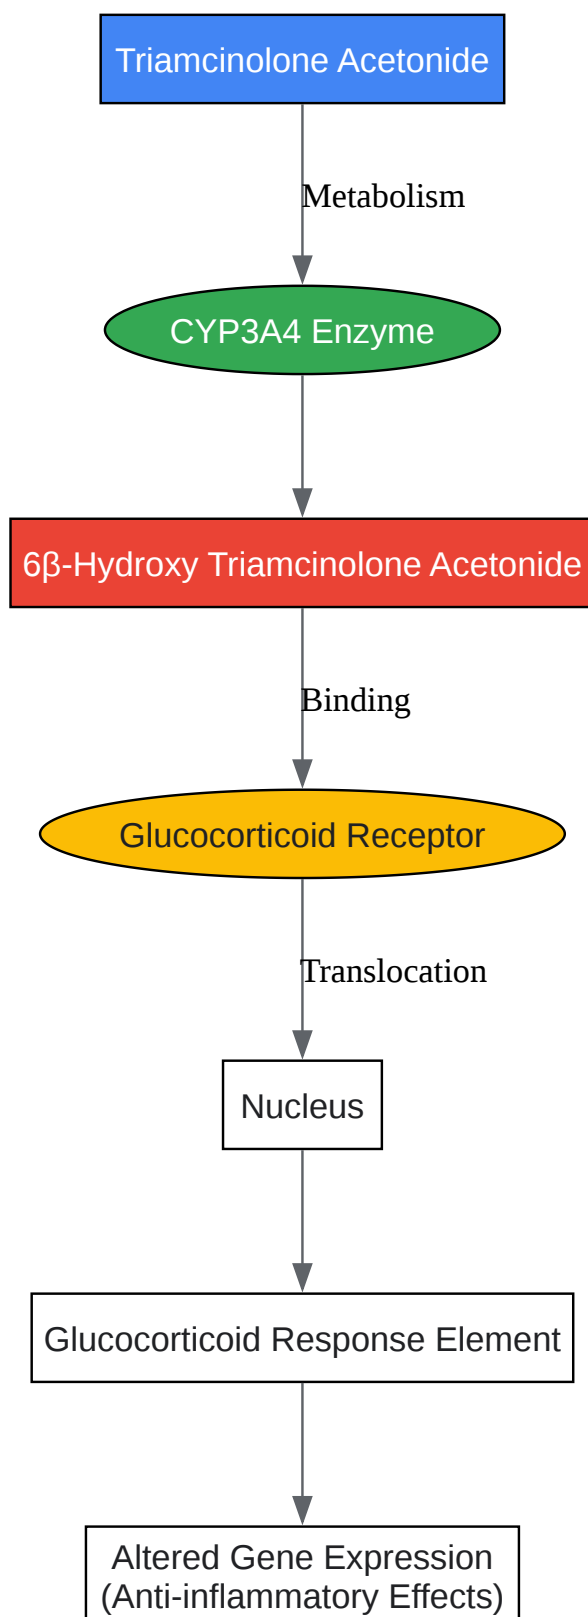 Triamcinolone Acetonide
Metabolism
CYP3A4 Enzyme
6β-Hydroxy Triamcinolone Acetonide
Binding
Glucocorticoid Receptor
Translocation
Nucleus
Glucocorticoid Response Element
Altered Gene Expression
(Anti-inflammatory Effects)